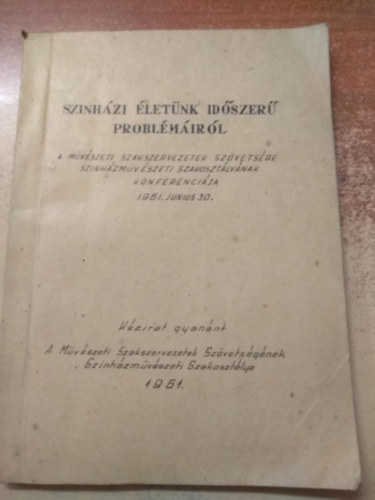 SZINHÁZI ÉLETÜNK IDŐSZERŰ
PROBLÉMÁIRÓL
A MŰVÉSZETI SZAKSZERVEZETEK SZÖVETSÉGE
SZINHÁZMŰVÉSZETI SZAKOSZTÁLYÁNAK
KONFERENCIÁJA
1961. JUNIUS 30.
Kézirat gyanánt
A Művészeti Szakszervezetek Szövetségének
Szinházművészeti Szakosztálya
1961.